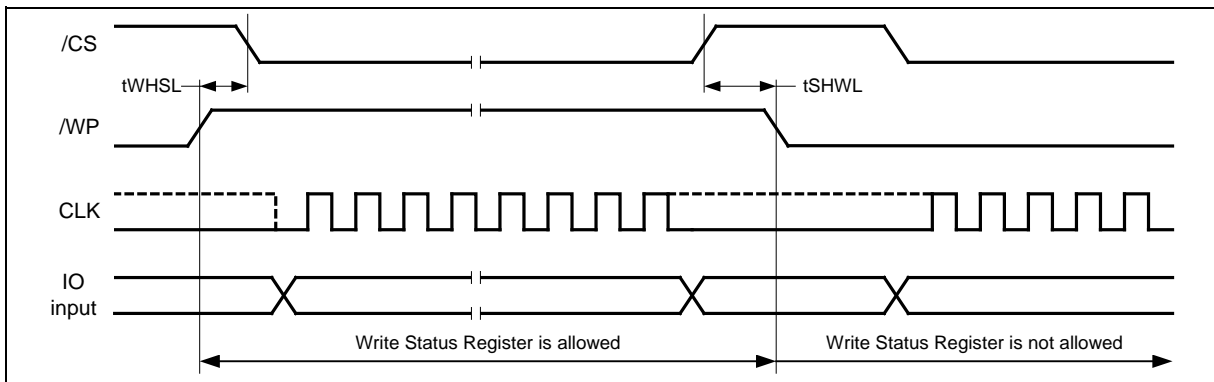 /CS
tWHSL
tSHWL
/WP
CLK
IO
input
Write Status Register is allowed
Write Status Register is not allowed